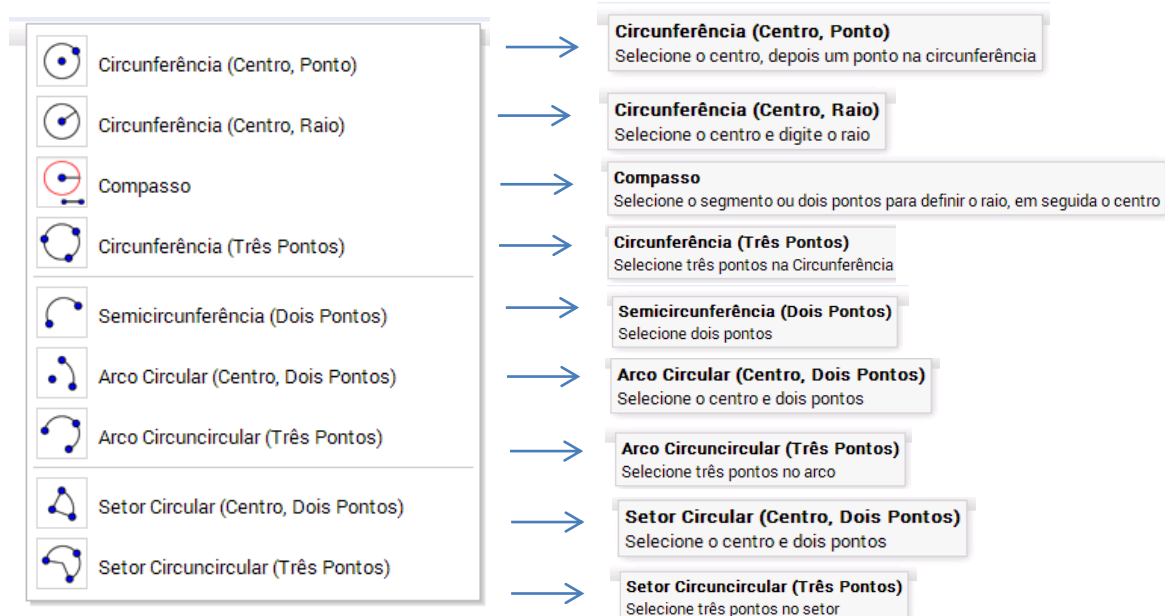 Circunferência (Centro, Ponto)
Circunferência (Centro, Raio)
Compasso
Circunferência (Três Pontos)
Semicircunferência (Dois Pontos)
Arco Circular (Centro, Dois Pontos)
Arco Circuncircular (Três Pontos)
Setor Circular (Centro, Dois Pontos)
Setor Circuncircular (Três Pontos)
Circunferência (Centro, Ponto)
Selecione o centro, depois um ponto na circunferência
Circunferência (Centro, Raio)
Selecione o centro e digite o raio
Compasso
Selecione o segmento ou dois pontos para definir o raio, em seguida o centro
Circunferência (Três Pontos)
Selecione três pontos na Circunferência
Semicircunferência (Dois Pontos)
Selecione dois pontos
Arco Circular (Centro, Dois Pontos)
Selecione o centro e dois pontos
Arco Circuncircular (Três Pontos)
Selecione três pontos no arco
Setor Circular (Centro, Dois Pontos)
Selecione o centro e dois pontos
Setor Circuncircular (Três Pontos)
Selecione três pontos no setor